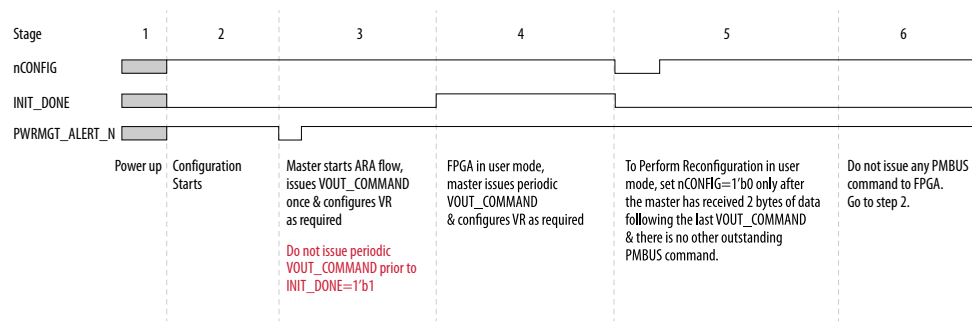 Stage 1 2 3 4 5 6
nCONFIG
INIT_DONE
PWRMGT_ALERT_N
Power up
Configuration
Starts
Master starts ARA flow,
issues VOUT_COMMAND
once & configures VR
as required
Do not issue periodic
VOUT_COMMAND prior to
INIT_DONE=1'b1
FPGA in user mode,
master issues periodic
VOUT_COMMAND
& configures VR as required
To Perform Reconfiguration in user
mode, set nCONFIG=1'b0 only after
the master has received 2 bytes of data
following the last VOUT_COMMAND
& there is no other outstanding
PMBUS command.
Do not issue any PMBUS
command to FPGA.
Go to step 2.